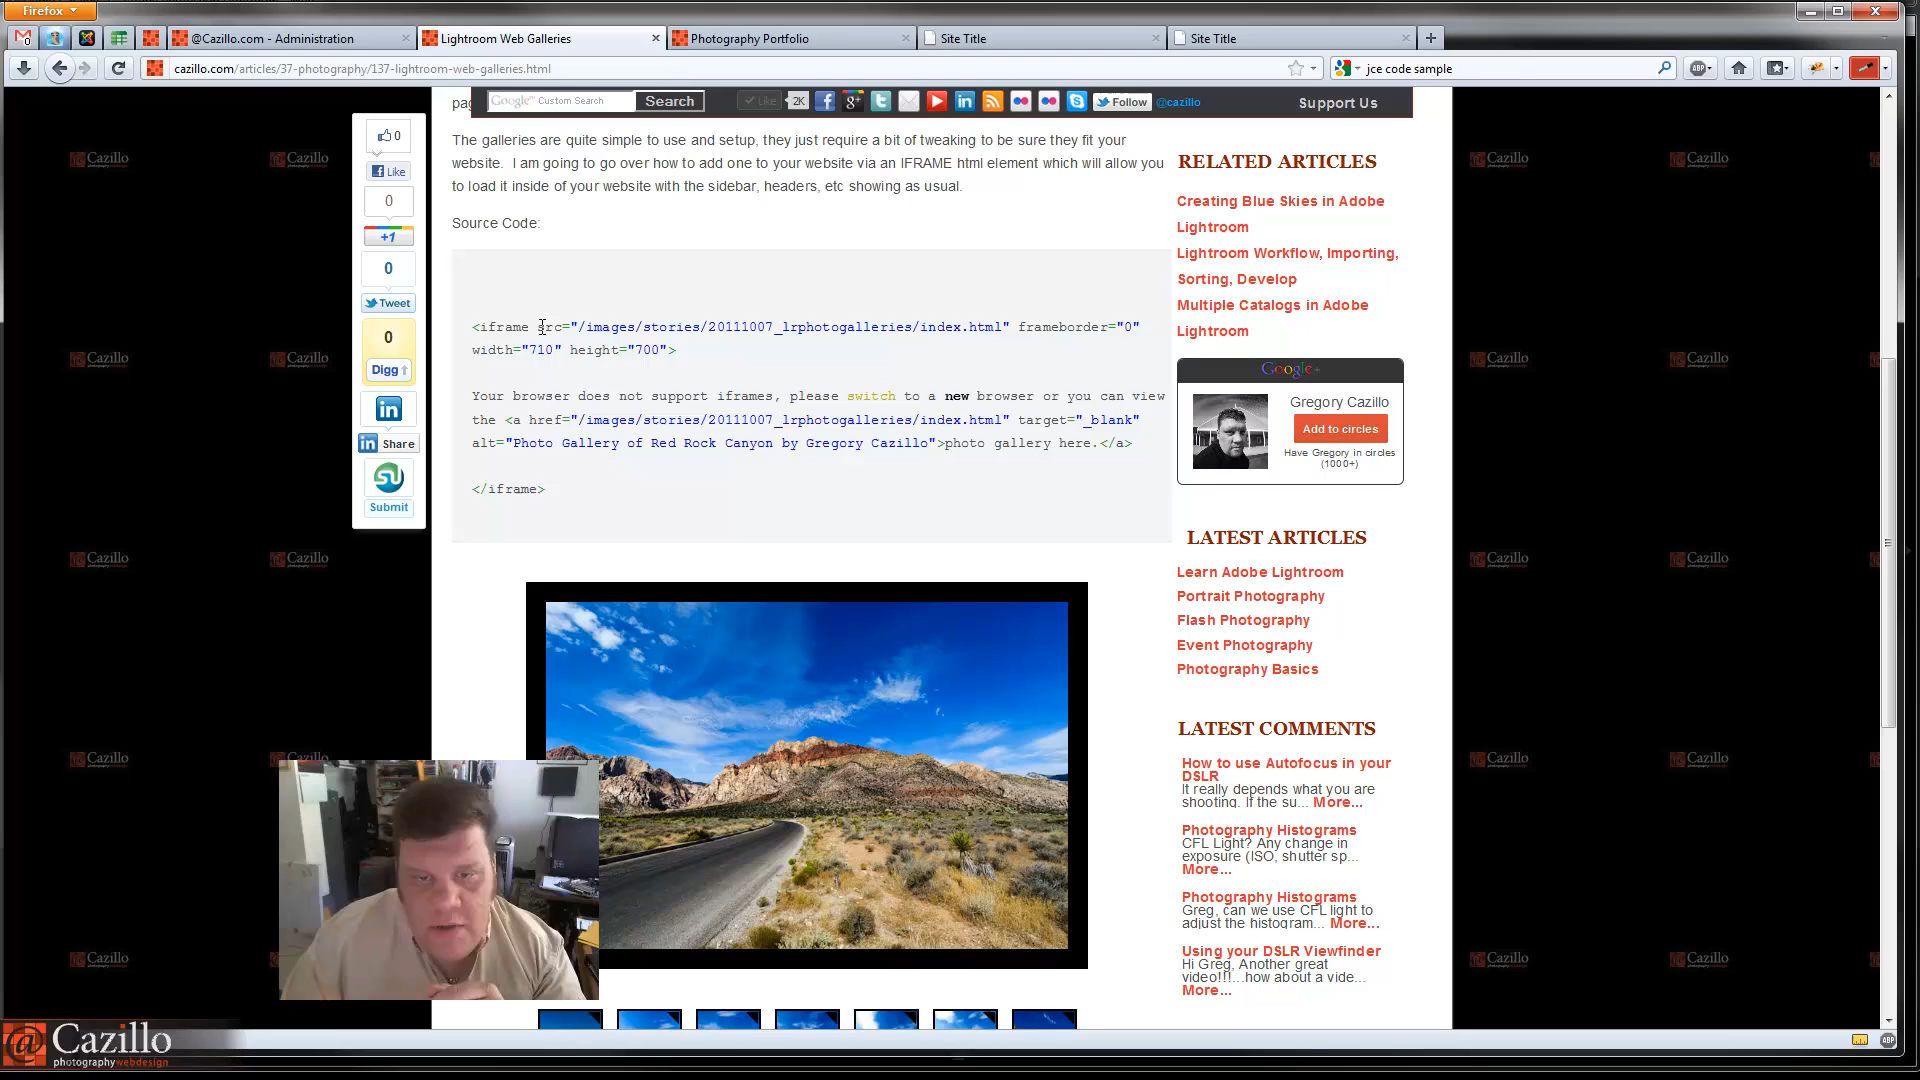 Firefox
@Cazillo.com - Administration
Lightroom Web Galleries
Photography Portfolio
Site Title
Site Title
cazillo.com/articles/37-photography/137-lightroom-web-galleries.html
jce code sample
Google™ Custom Search
Search
Like
2K
Follow
@cazillo
Support Us
The galleries are quite simple to use and setup, they just require a bit of tweaking to be sure they fit your
website.  I am going to go over how to add one to your website via an IFRAME html element which will allow you
to load it inside of your website with the sidebar, headers, etc showing as usual.
Source Code:
<iframe src="/images/stories/20111007_lrphotogalleries/index.html" frameborder="0"
width="710" height="700">
Your browser does not support iframes, please switch to a new browser or you can view
the <a href="/images/stories/20111007_lrphotogalleries/index.html" target="_blank"
alt="Photo Gallery of Red Rock Canyon by Gregory Cazillo">photo gallery here.</a>
</iframe>
0
Like
0
+1
0
Tweet
0
Digg
in
in Share
Submit
RELATED ARTICLES
Creating Blue Skies in Adobe
Lightroom
Lightroom Workflow, Importing,
Sorting, Develop
Multiple Catalogs in Adobe
Lightroom
Google+
Gregory Cazillo
Add to circles
Have Gregory in circles
(1000+)
LATEST ARTICLES
Learn Adobe Lightroom
Portrait Photography
Flash Photography
Event Photography
Photography Basics
LATEST COMMENTS
How to use Autofocus in your
DSLR
It really depends what you are
shooting. If the su... More...
Photography Histograms
CFL Light? Any change in
exposure (ISO, shutter sp...
More...
Photography Histograms
Greg, can we use CFL light to
adjust the histogram... More...
Using your DSLR Viewfinder
Hi Greg, Another great
video!!!...how about a vide...
More...
@ Cazillo
photographywebdesign